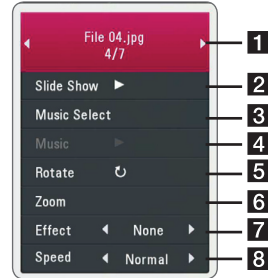 File 04.jpg
4/7
1
Slide Show
2
Music Select
3
Music
4
Rotate
5
Zoom
6
Effect None
7
Speed Normal
8